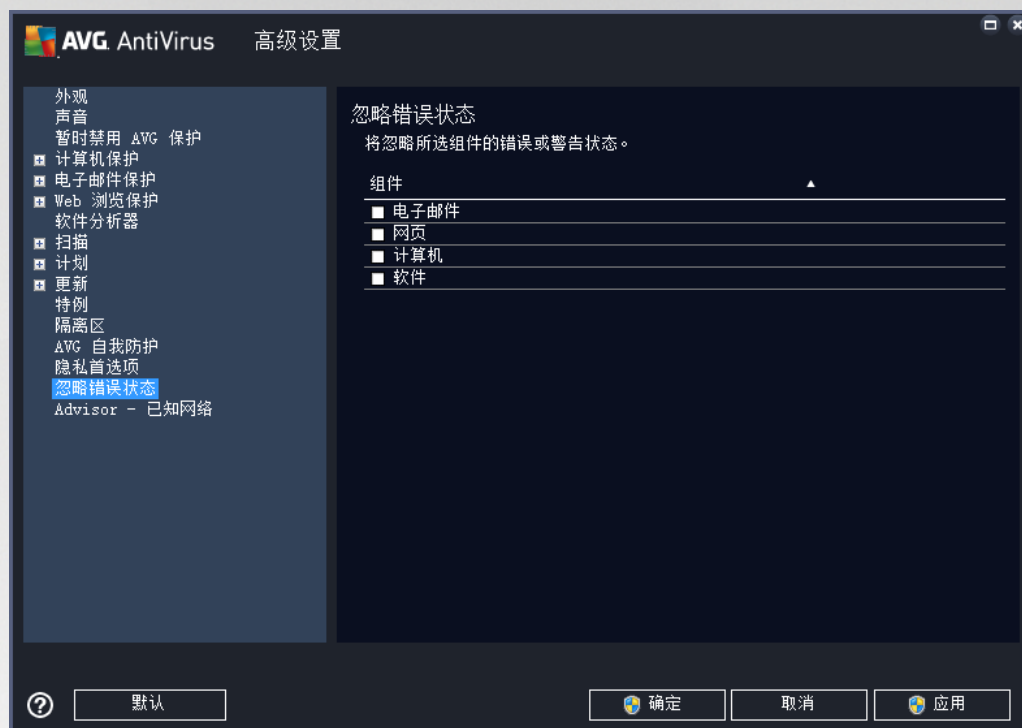 AVG. AntiVirus 高级设置
外观
声音
暂时禁用 AVG 保护
计算机保护
电子邮件保护
Web 浏览保护
软件分析器
扫描
计划
更新
特例
隔离区
AVG 自我防护
隐私首选项
忽略错误状态
Advisor - 已知网络
忽略错误状态
将忽略所选组件的错误或警告状态。
组件
电子邮件
网页
计算机
软件
默认
确定
取消
应用